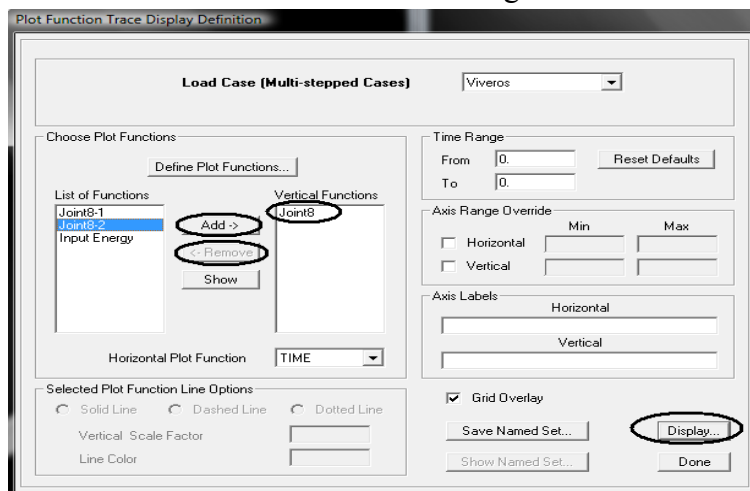 Plot Function Trace Display Definition
Load Case (Multi-stepped Cases)
Viveros
Choose Plot Functions
Define Plot Functions...
List of Functions
Joint8-1
Joint8-2
Input Energy
Add ->
<- Remove
Show
Vertical Functions
Joint8
Horizontal Plot Function
TIME
Selected Plot Function Line Options
Solid Line
Dashed Line
Dotted Line
Vertical Scale Factor
Line Color
Time Range
From
0.
Reset Defaults
To
0.
Axis Range Override
Min
Max
Horizontal
Vertical
Axis Labels
Horizontal
Vertical
Grid Overlay
Save Named Set...
Display...
Show Named Set...
Done